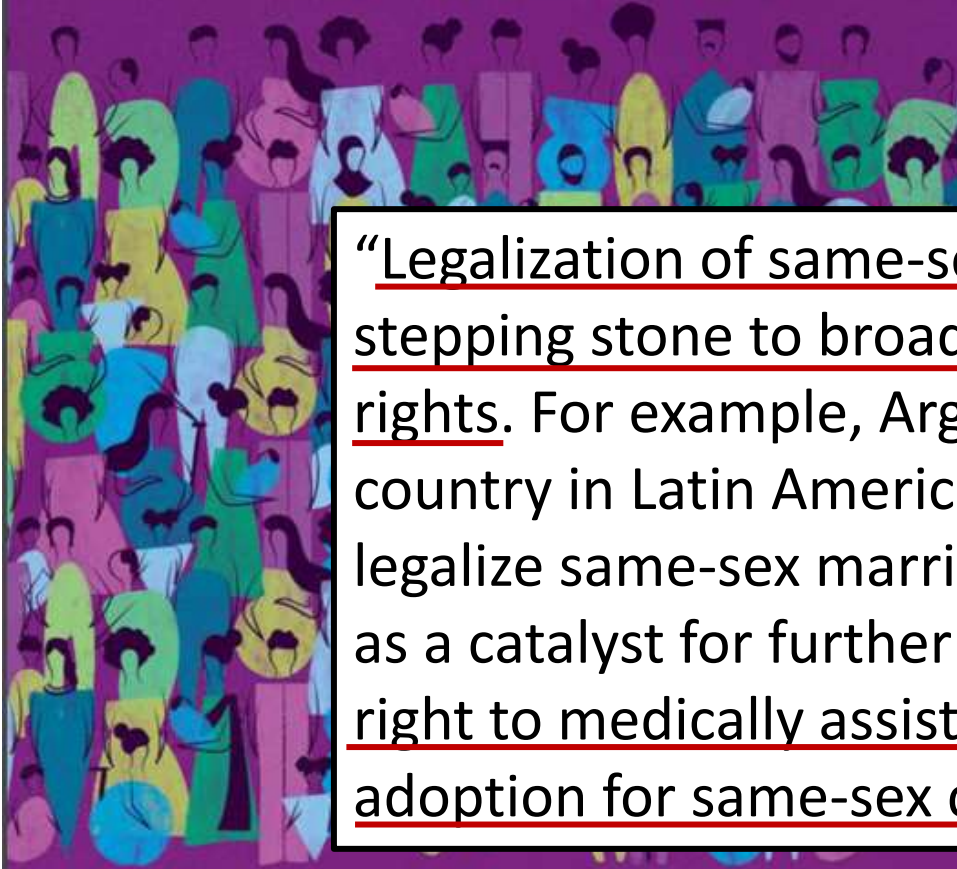 “Legalization of same-s
stepping stone to broad
rights. For example, Arg
country in Latin Americ
legalize same-sex marri
as a catalyst for further
right to medically assist
adoption for same-sex